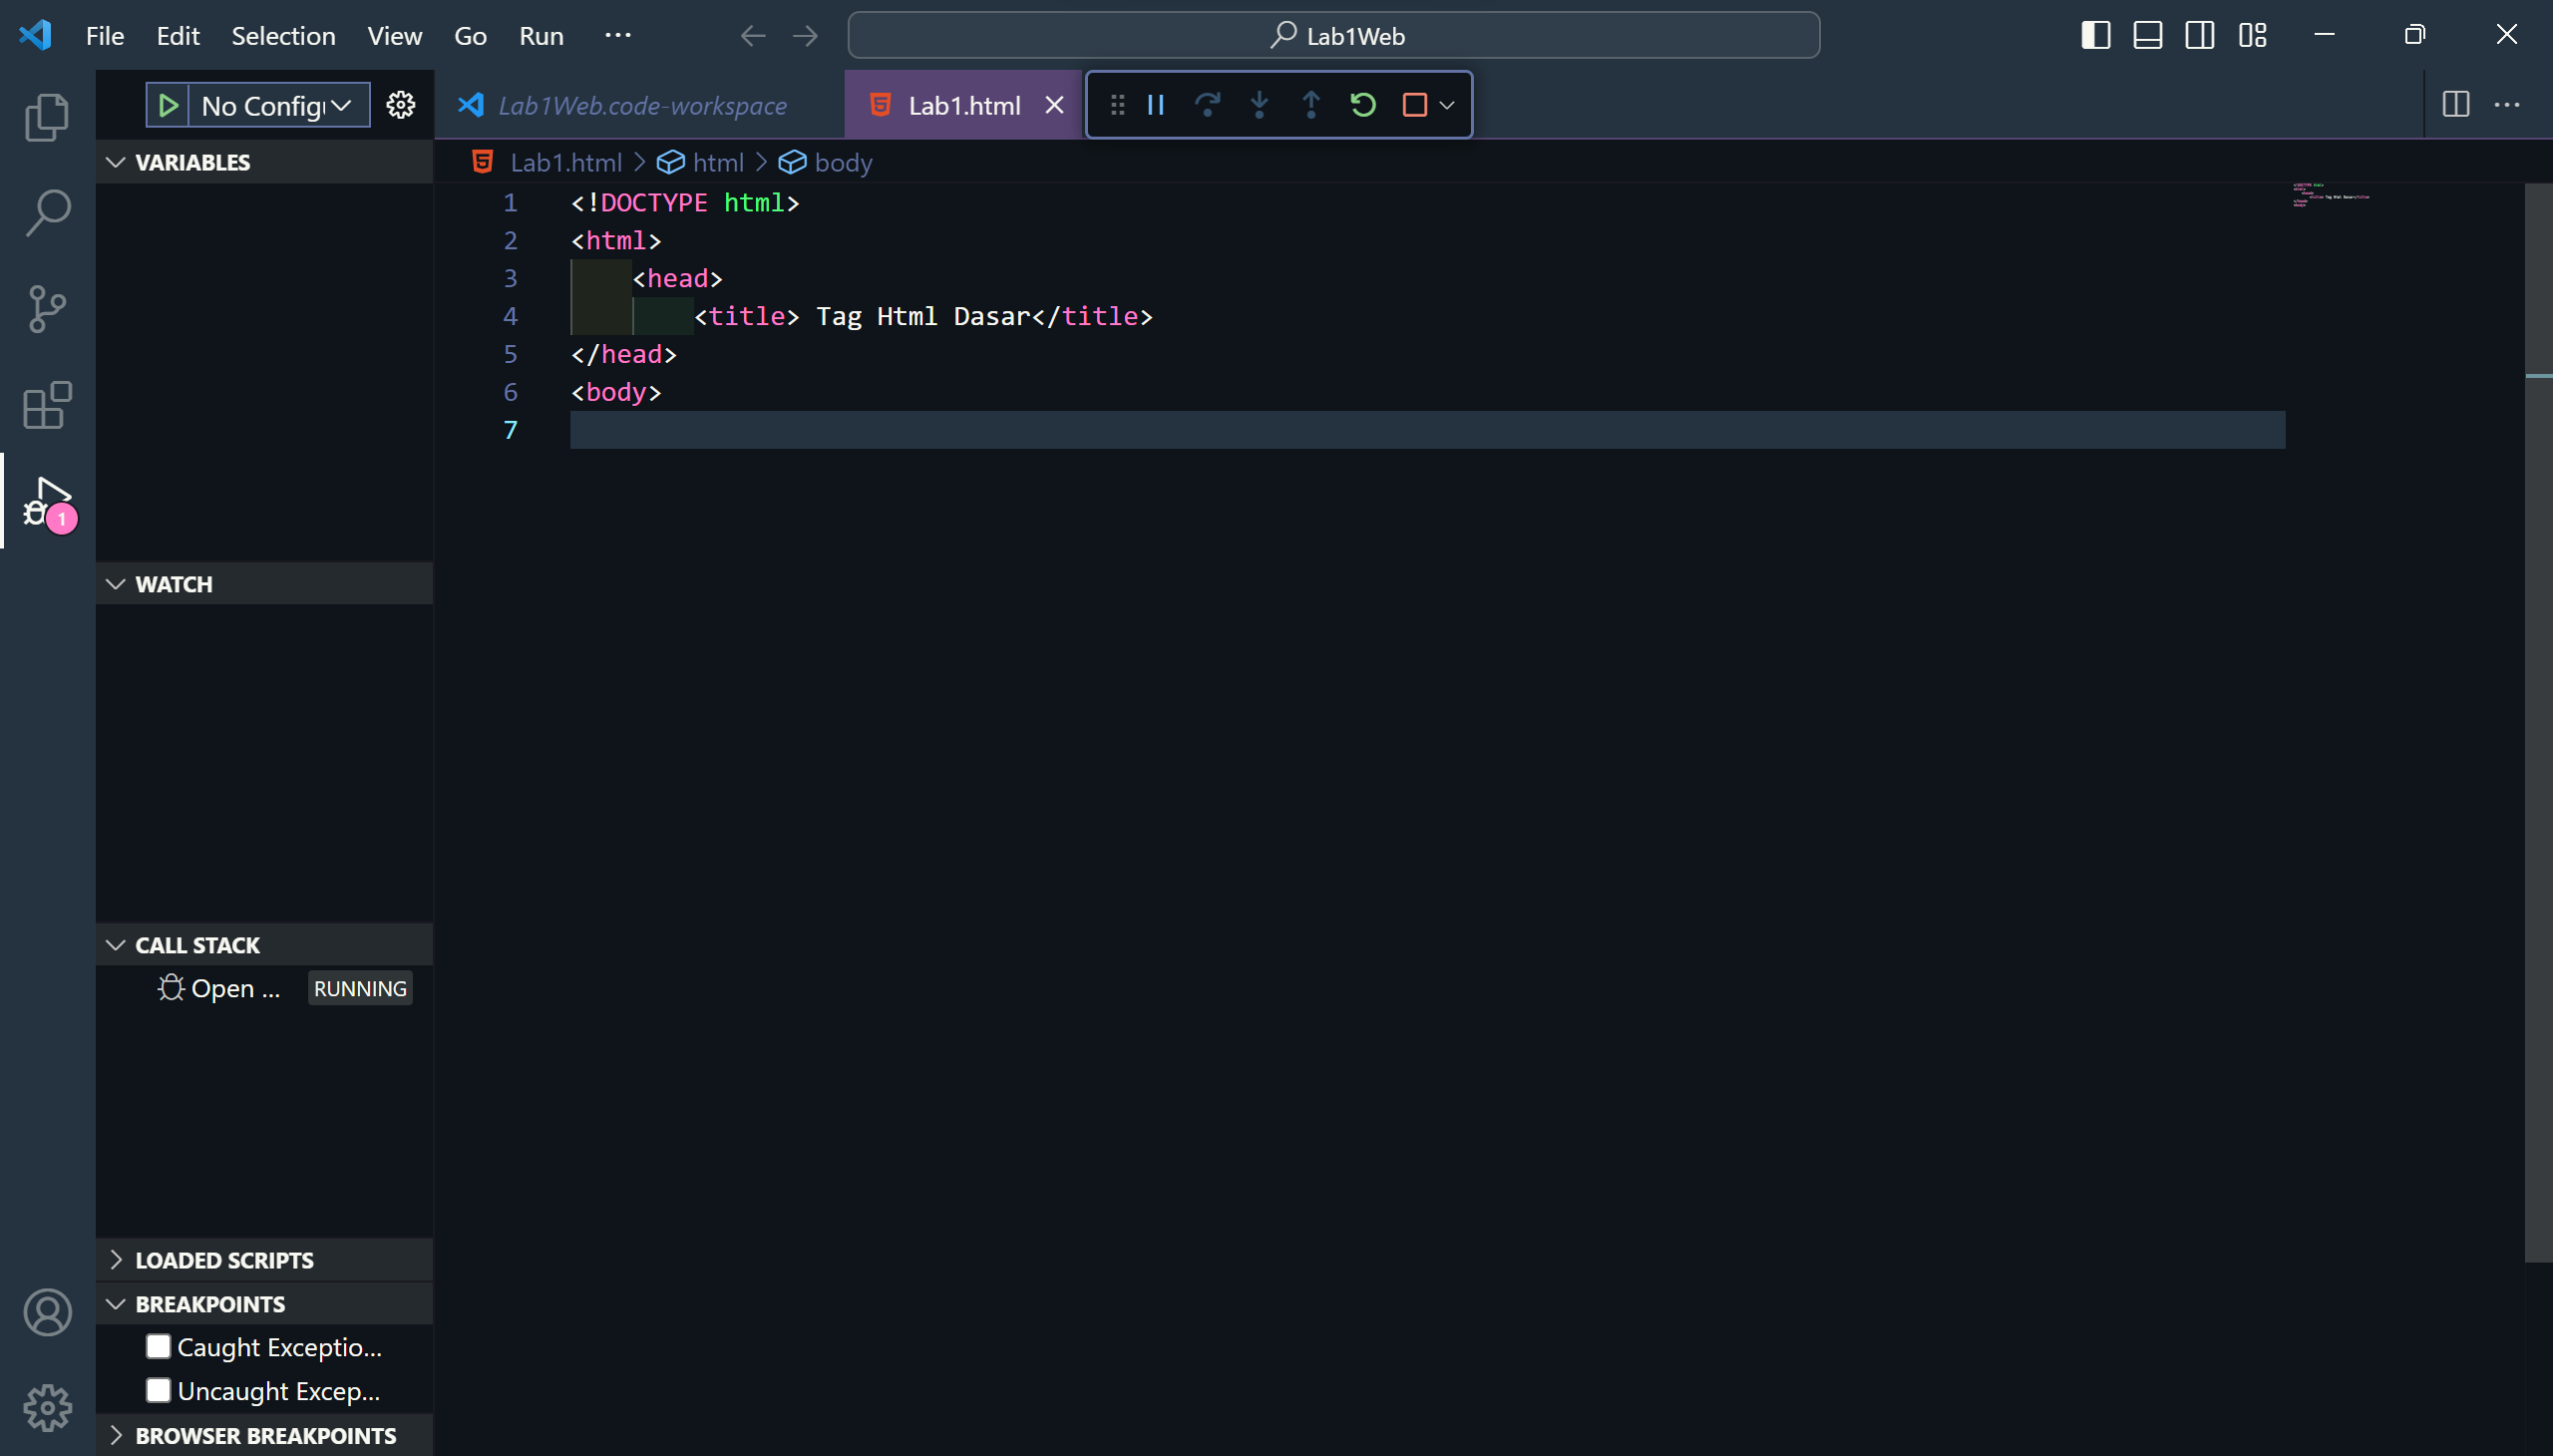 File Edit Selection View Go Run ··· Lab1Web
No Config
Lab1Web.code-workspace Lab1.html
VARIABLES
Lab1.html > html > body
1 <!DOCTYPE html>
2 <html>
3 <head>
4 <title> Tag Html Dasar</title>
5 </head>
6 <body>
7
1
WATCH
CALL STACK
Open ... RUNNING
LOADED SCRIPTS
BREAKPOINTS
Caught Exceptio...
Uncaught Excep...
BROWSER BREAKPOINTS